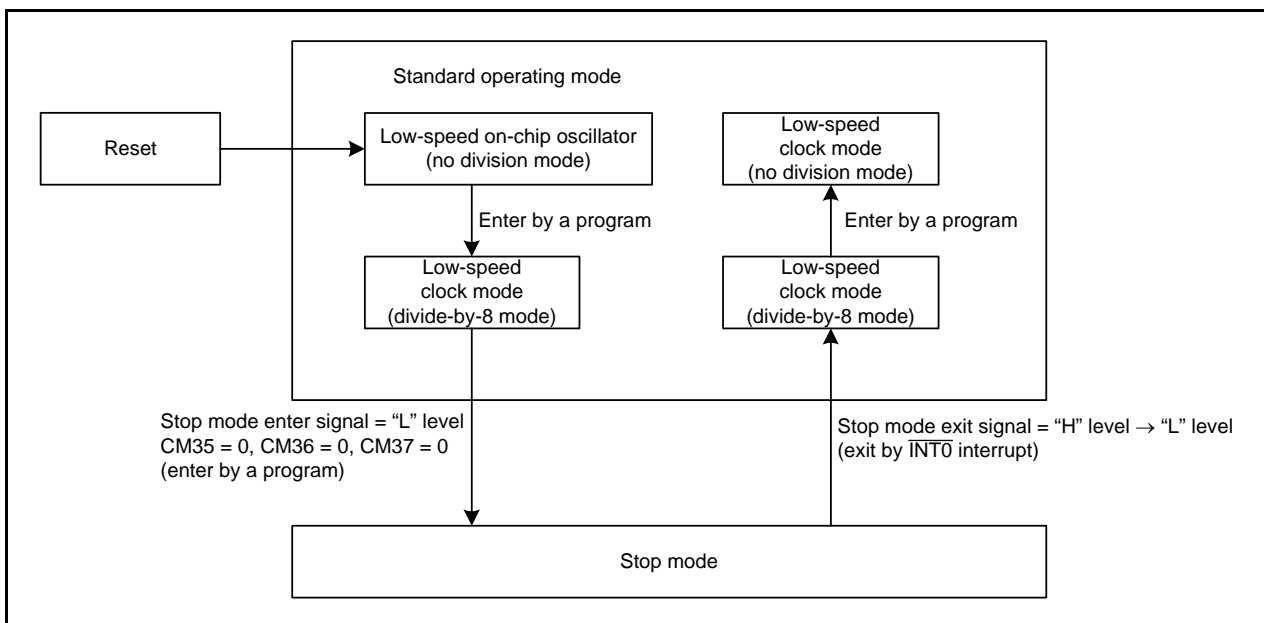 Standard operating mode
Reset
Low-speed on-chip oscillator
(no division mode)
Low-speed
clock mode
(no division mode)
Enter by a program
Enter by a program
Low-speed
clock mode
(divide-by-8 mode)
Low-speed
clock mode
(divide-by-8 mode)
Stop mode enter signal = “L” level
CM35 = 0, CM36 = 0, CM37 = 0
(enter by a program)
Stop mode exit signal = “H” level → “L” level
(exit by I̅N̅T̅0̅ interrupt)
Stop mode